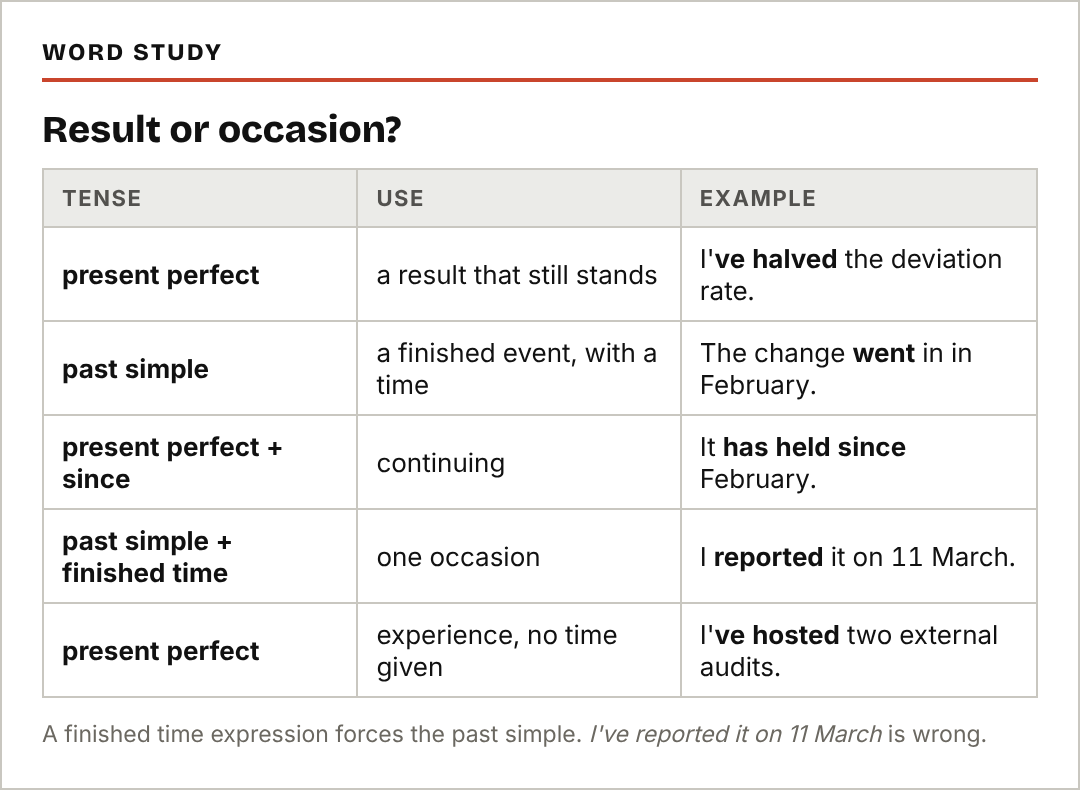 WORD STUDY
Result or occasion?
TENSE
USE
EXAMPLE
present perfect
a result that still stands
I've halved the deviation
rate.
past simple
a finished event, with a
time
The change went in in
February.
present perfect +
since
continuing
It has held since
February.
past simple +
finished time
one occasion
I reported it on 11 March.
present perfect
experience, no time
given
I've hosted two external
audits.
A finished time expression forces the past simple. I've reported it on 11 March is wrong.